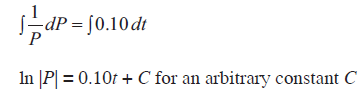 ∫ 1/P dP = ∫0.10 dt
ln |P| = 0.10t + C for an arbitrary constant C